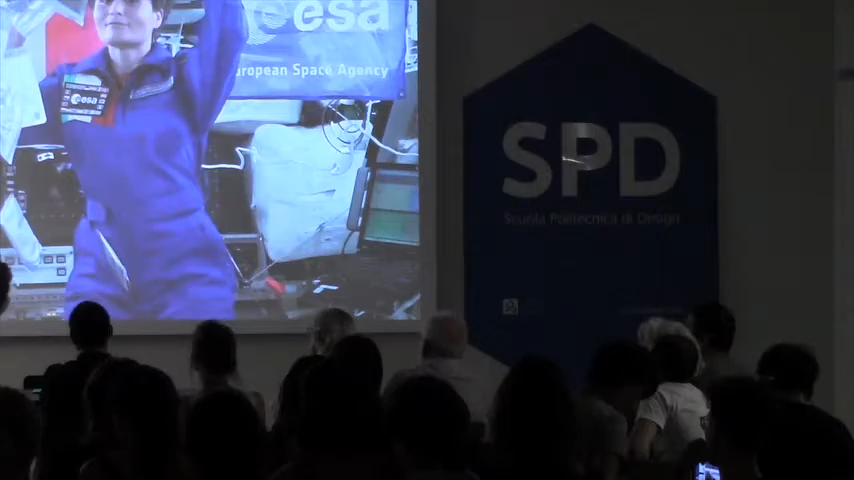 esa
European Space Agency
esa
SPD
Scuola Politecnica di Design